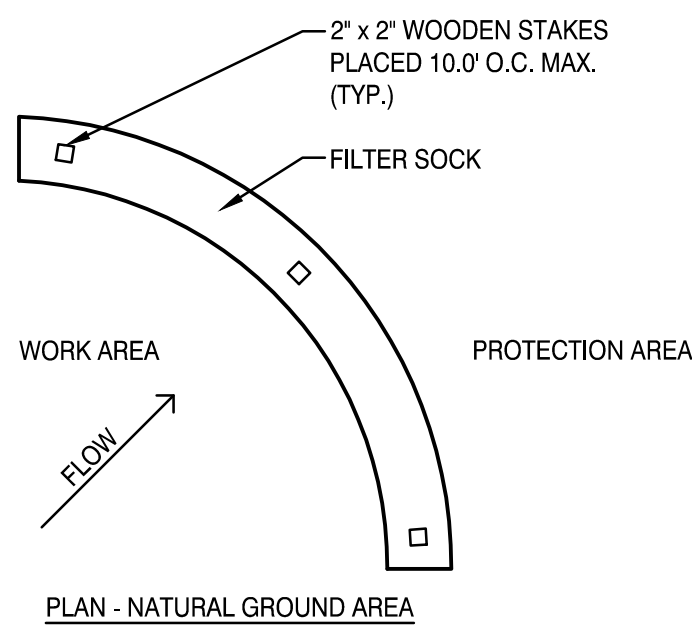 2" x 2" WOODEN STAKES
PLACED 10.0' O.C. MAX.
(TYP.)
FILTER SOCK
WORK AREA
PROTECTION AREA
FLOW
PLAN - NATURAL GROUND AREA